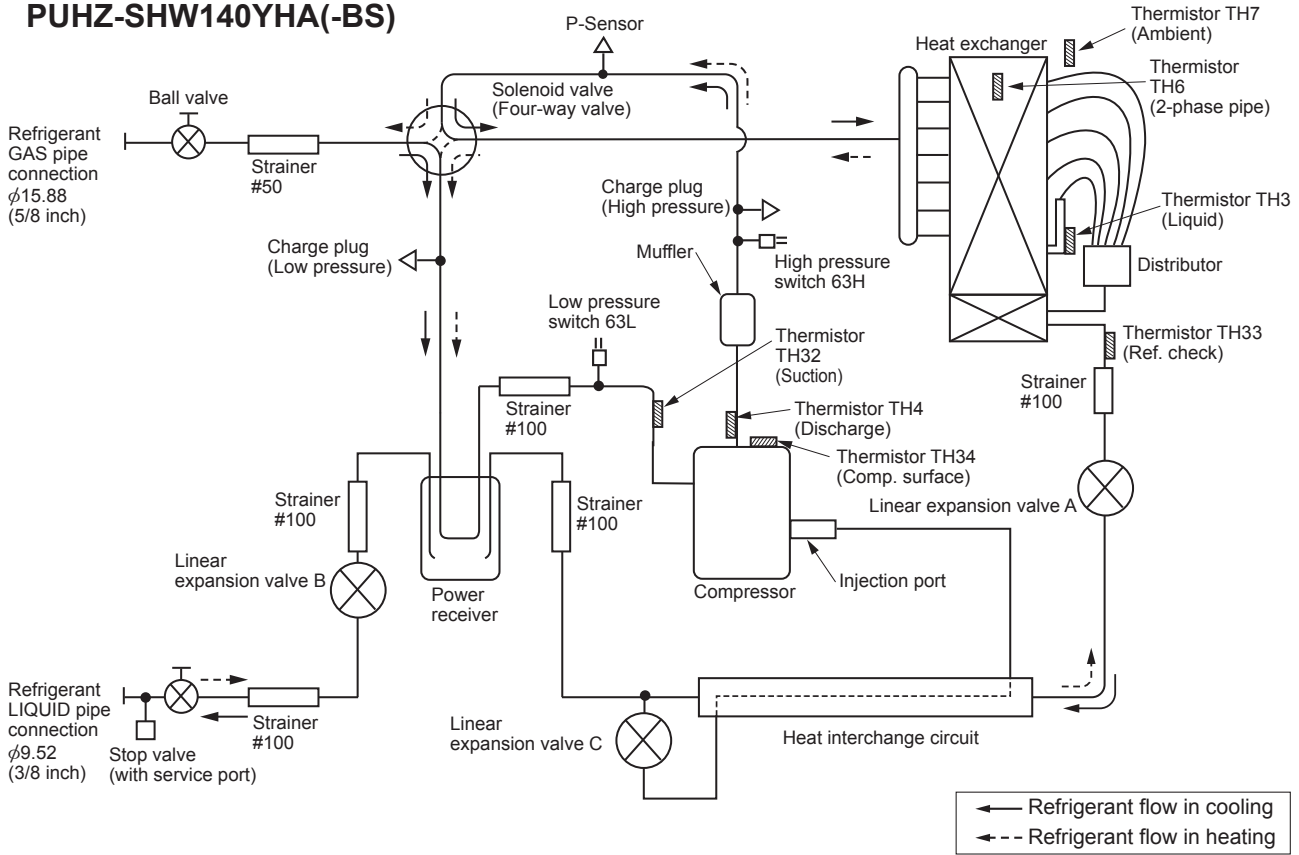 PUHZ-SHW140YHA(-BS)
P-Sensor
Thermistor TH7
(Ambient)
Heat exchanger
Thermistor
TH6
(2-phase pipe)
Ball valve
Solenoid valve
(Four-way valve)
Refrigerant
GAS pipe
connection
ϕ15.88
(5/8 inch)
Strainer
#50
Charge plug
(High pressure)
Thermistor TH3
(Liquid)
Charge plug
(Low pressure)
Muffler
High pressure
switch 63H
Distributor
Low pressure
switch 63L
Thermistor
TH32
(Suction)
Thermistor TH33
(Ref. check)
Strainer
#100
Strainer
#100
Thermistor TH4
(Discharge)
Thermistor TH34
(Comp. surface)
Strainer
#100
Strainer
#100
Linear expansion valve A
Linear
expansion valve B
Power
receiver
Compressor
Injection port
Refrigerant
LIQUID pipe
connection
ϕ9.52
(3/8 inch)
Stop valve
(with service port)
Strainer
#100
Linear
expansion valve C
Heat interchange circuit
Refrigerant flow in cooling
Refrigerant flow in heating